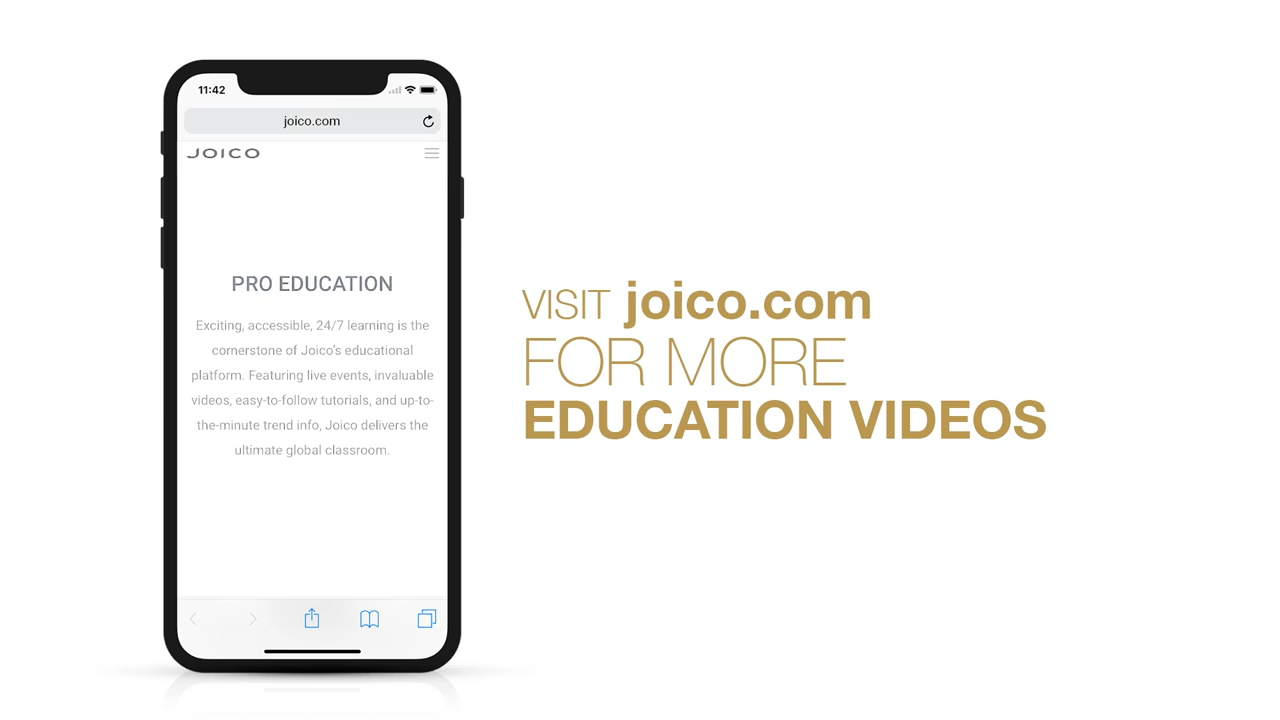 11:42
joico.com
JOICO
PRO EDUCATION
Exciting, accessible, 24/7 learning is the
cornerstone of Joico's educational
platform. Featuring live events, invaluable
videos, easy-to-follow tutorials, and up-to-
the-minute trend info, Joico delivers the
ultimate global classroom.
VISIT joico.com
FOR MORE
EDUCATION VIDEOS